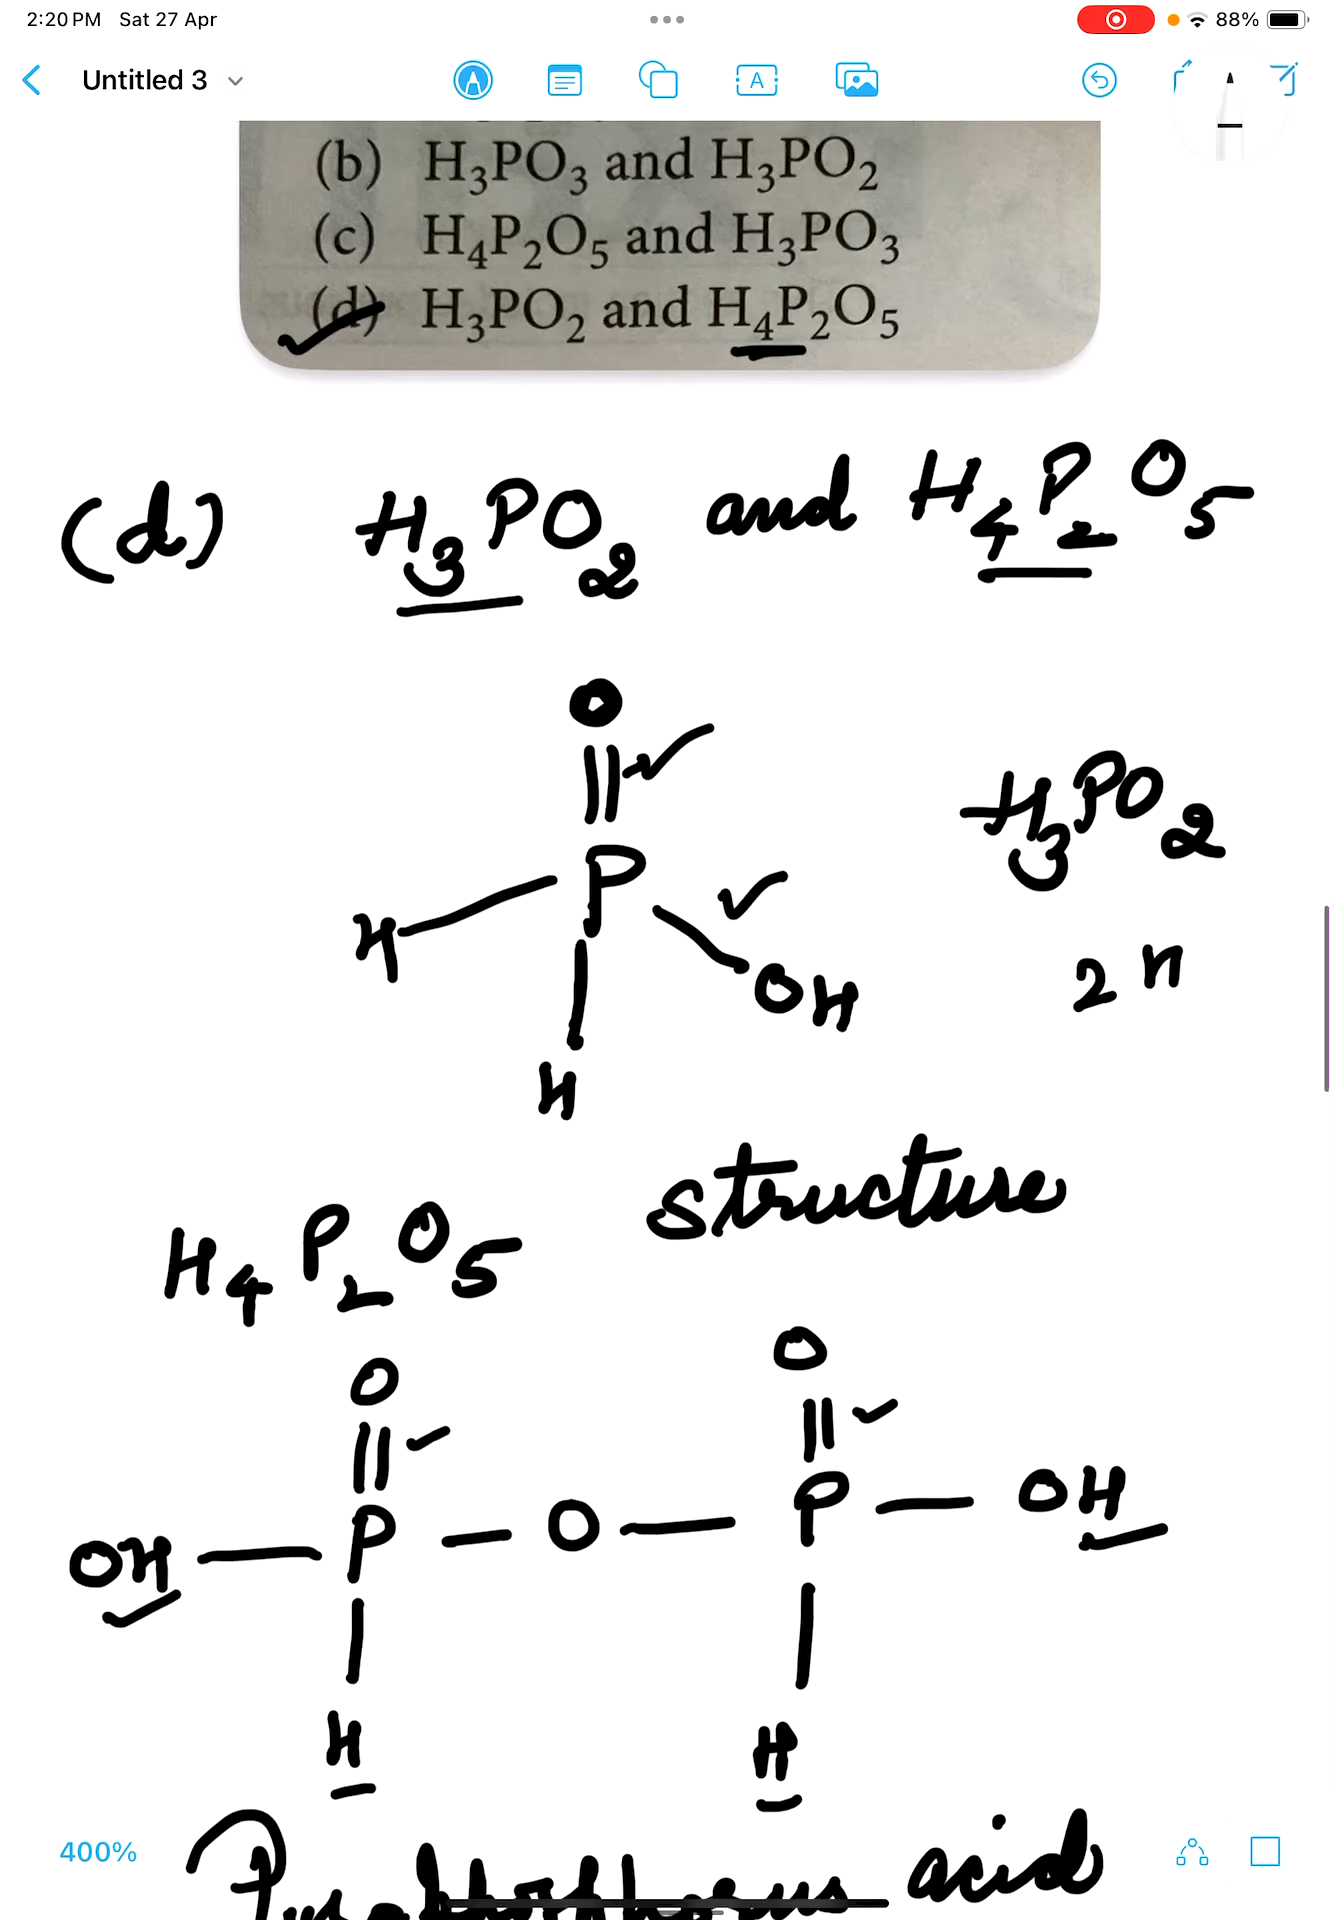 2:20 PM Sat 27 Apr
88%
Untitled 3
A
(b) H₃PO₃ and H₃PO₂
(c) H₄P₂O₅ and H₃PO₃
(d) H₃PO₂ and H₄P₂O₅
(d) H₃PO₂ and H₄P₂O₅
O
P
H
OH
H
H₃PO₂
2H
H₄P₂O₅ structure
O O
OH P O P OH
H H
Pyrophosphorus acid
400%